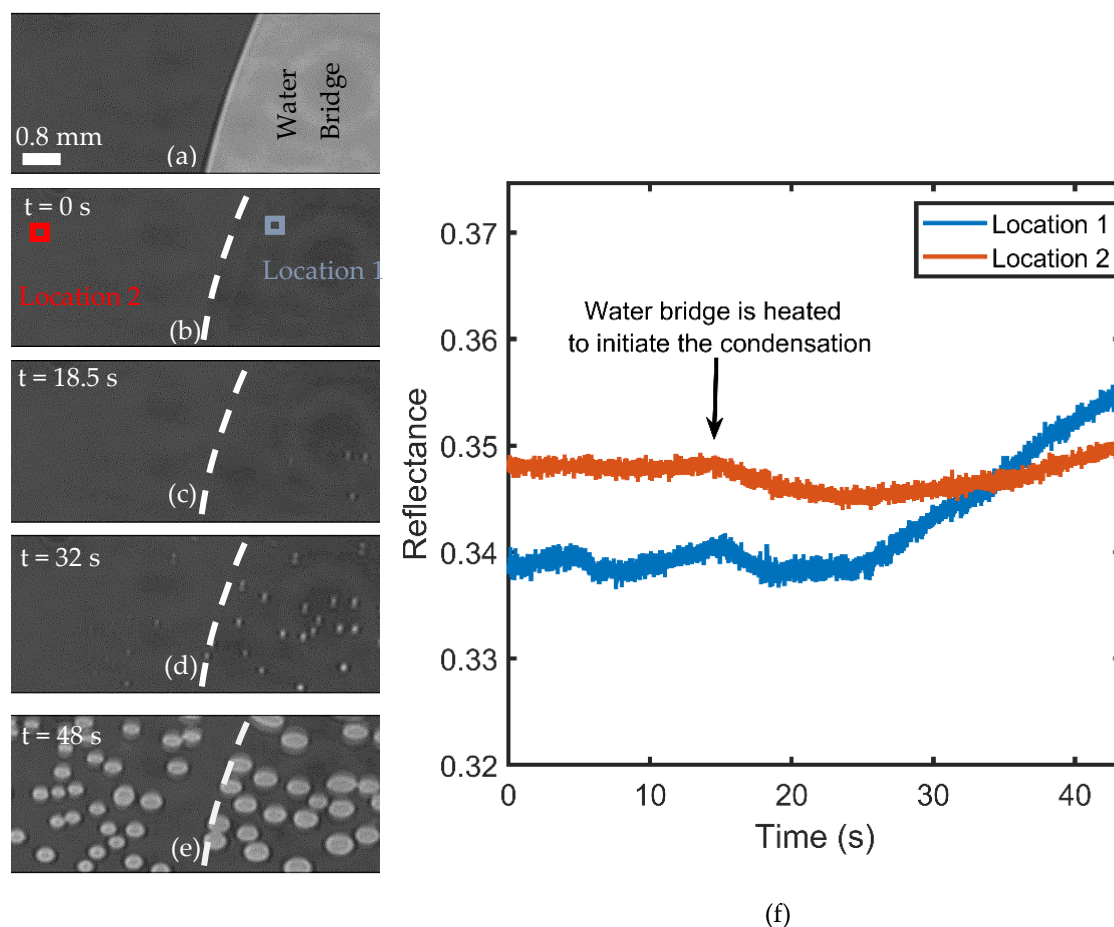 Water
Bridge
0.8 mm
(a)
t = 0 s
Location 1
Location 2
(b)
t = 18.5 s
(c)
t = 32 s
(d)
t = 48 s
(e)
0.37
0.36
0.35
0.34
0.33
0.32
Reflectance
Location 1
Location 2
Water bridge is heated
to initiate the condensation
0 10 20 30 40
Time (s)
(f)